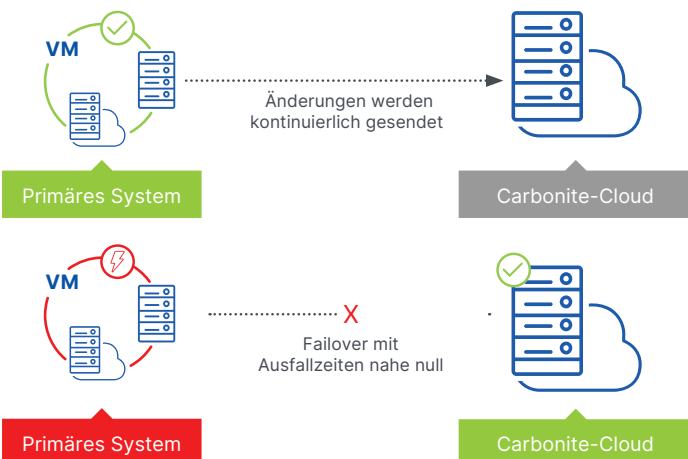 VM
Änderungen werden
kontinuierlich gesendet
Primäres System
Carbonite-Cloud
VM
X
Failover mit
Ausfallzeiten nahe null
Primäres System
Carbonite-Cloud